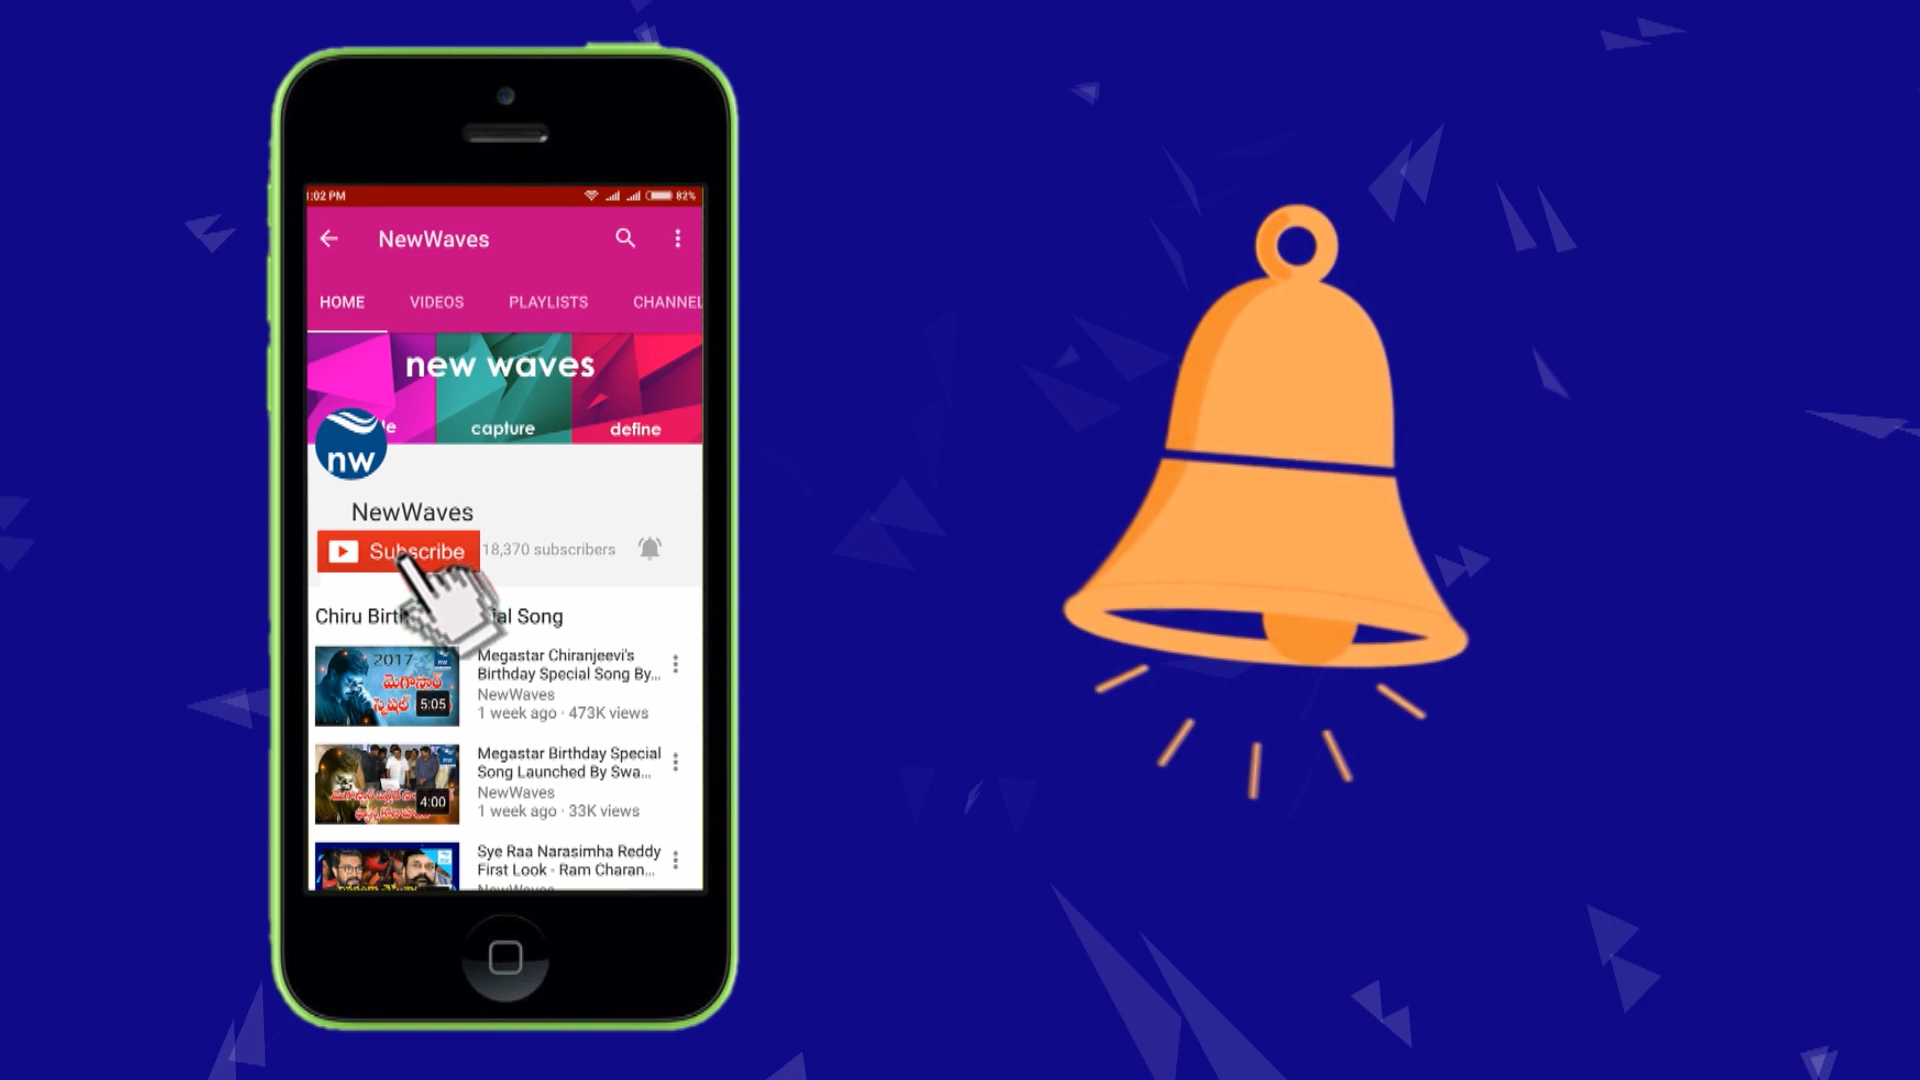 1:02 PM
82%
NewWaves
HOME VIDEOS PLAYLISTS CHANNEL
new waves
capture
define
nw
NewWaves
Subscribe
18,370 subscribers
Chiru
Song
Megastar Chiranjeevi's
Birthday Special Song By...
NewWaves
1 week ago · 473K views
2017
మెగాస్టార్
స్పెషల్
5:05
Megastar Birthday Special
Song Launched By Swa...
NewWaves
1 week ago · 33K views
4:00
Sye Raa Narasimha Reddy
First Look - Ram Charan...
NewWaves